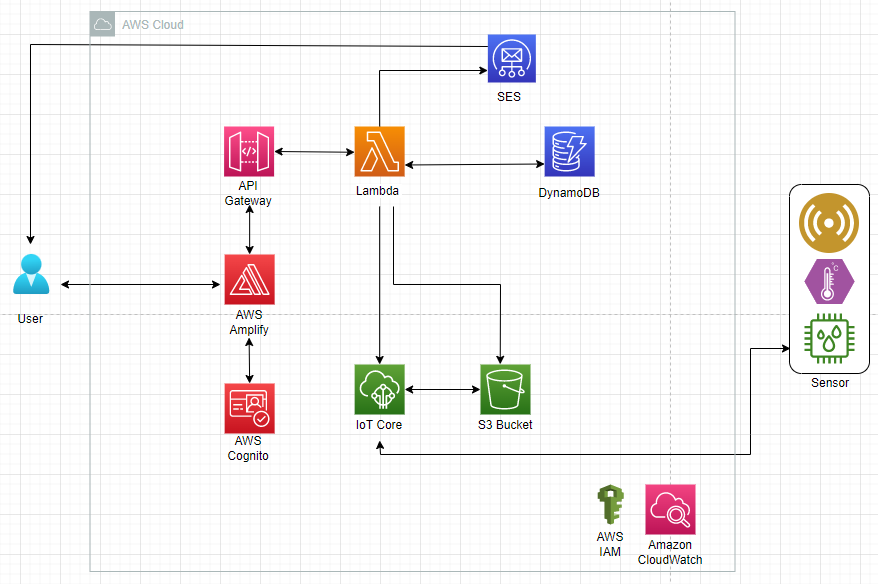 AWS Cloud
SES
API
Gateway
Lambda
DynamoDB
°C
User
AWS
Amplify
Sensor
IoT Core
S3 Bucket
AWS
Cognito
AWS
IAM
Amazon
CloudWatch